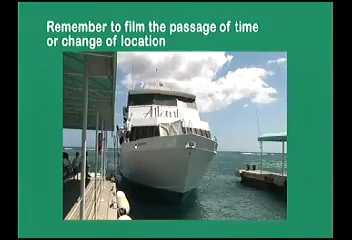 Remember to film the passage of time
or change of location